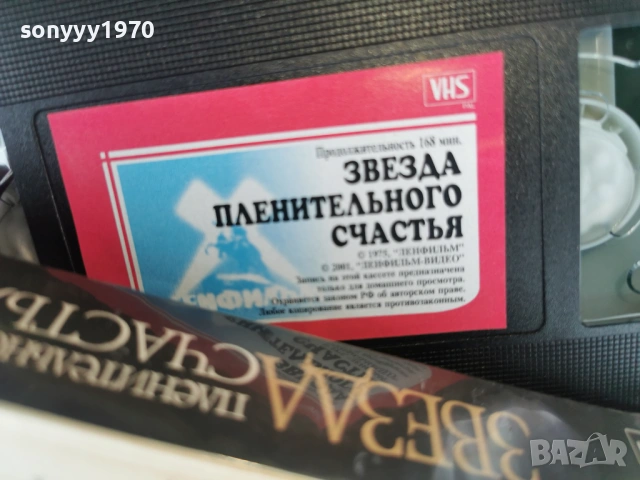 sonyyy1970
VHS
Продолжительность 168 мин.
ЗВЕЗДА
ПЛЕНИТЕЛЬНОГО
СЧАСТЬЯ
© 1975, "ЛЕНФИЛЬМ"
© 2001, "ЛЕНФИЛЬМ-ВИДЕО"
Запись на этой кассете предназначена
только для домашнего просмотра.
Охраняется законом РФ об авторском праве.
Любое копирование является противозаконным.
ЗВЕЗДА
СЧАСТЬЯ
BAZAR